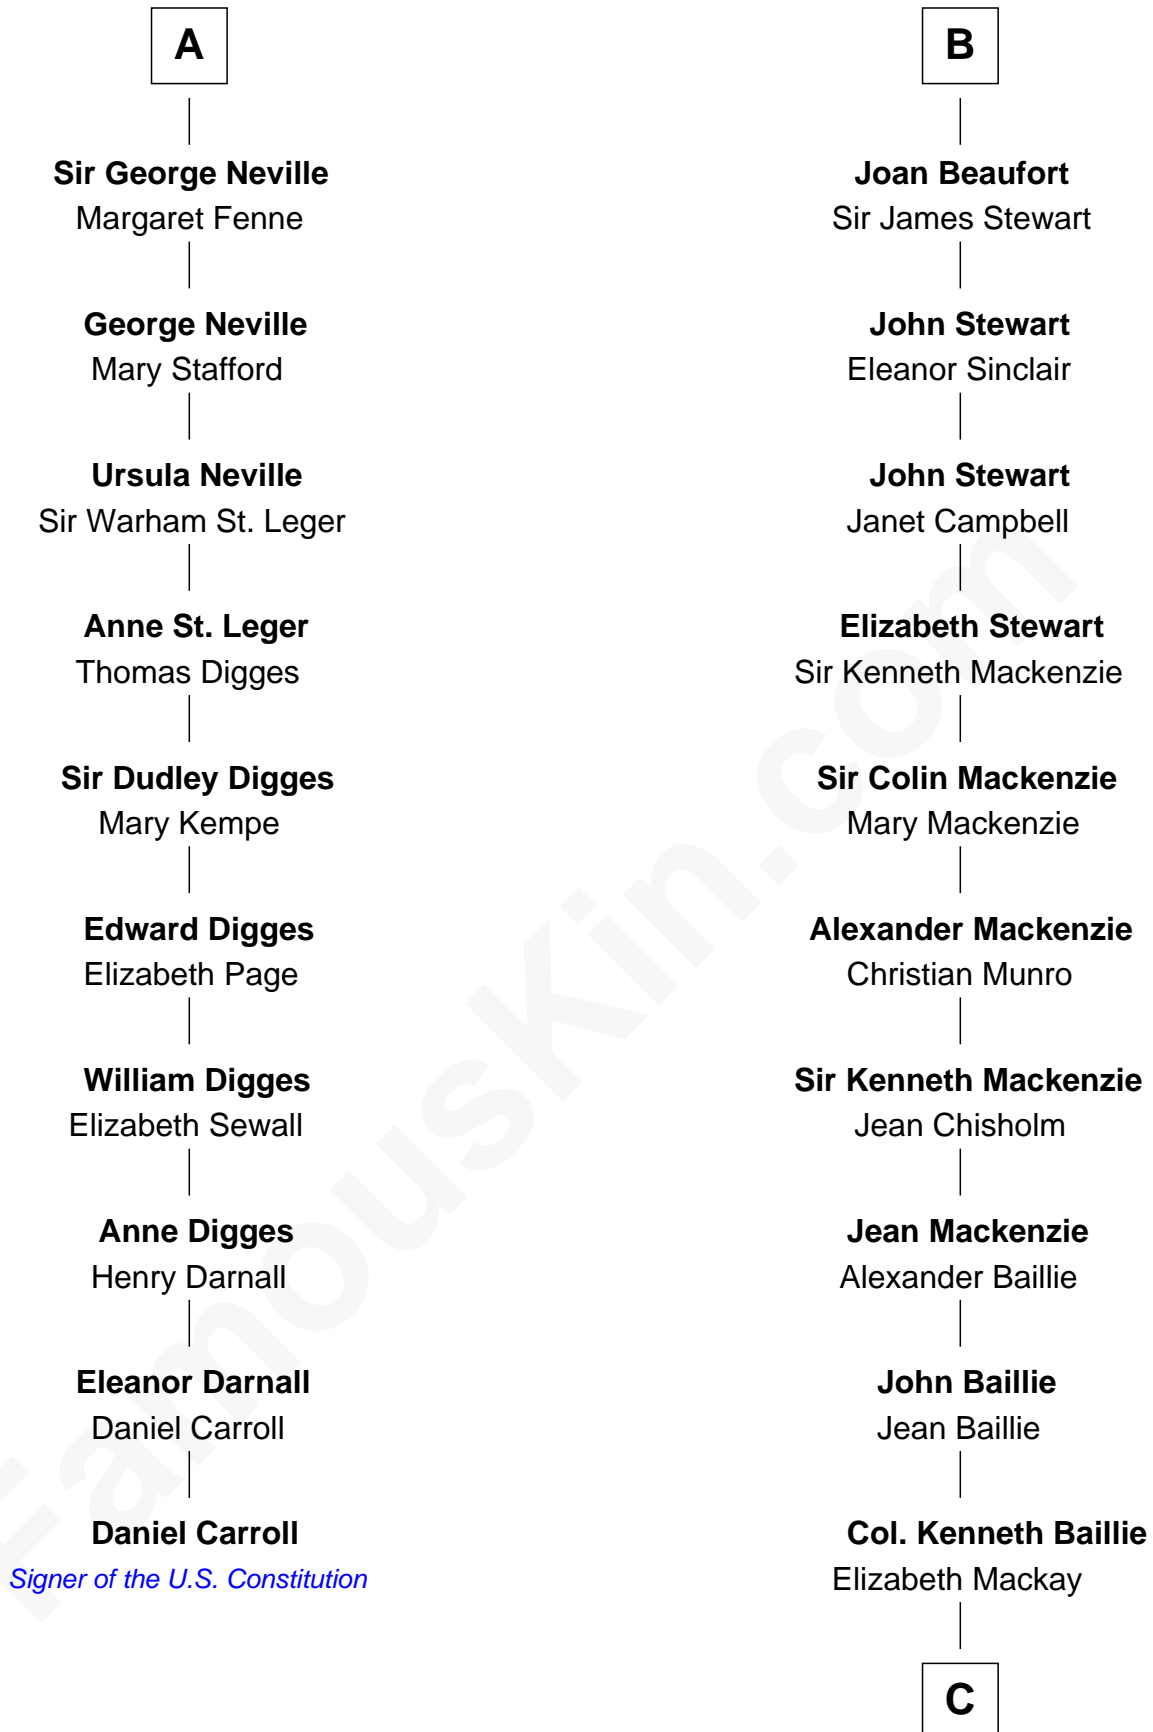 A
Sir George Neville
Margaret Fenne
George Neville
Mary Stafford
Ursula Neville
Sir Warham St. Leger
Anne St. Leger
Thomas Digges
Sir Dudley Digges
Mary Kempe
Edward Digges
Elizabeth Page
William Digges
Elizabeth Sewall
Anne Digges
Henry Darnall
Eleanor Darnall
Daniel Carroll
Daniel Carroll
Signer of the U.S. Constitution
B
Joan Beaufort
Sir James Stewart
John Stewart
Eleanor Sinclair
John Stewart
Janet Campbell
Elizabeth Stewart
Sir Kenneth Mackenzie
Sir Colin Mackenzie
Mary Mackenzie
Alexander Mackenzie
Christian Munro
Sir Kenneth Mackenzie
Jean Chisholm
Jean Mackenzie
Alexander Baillie
John Baillie
Jean Baillie
Col. Kenneth Baillie
Elizabeth Mackay
C
FamousKin.com